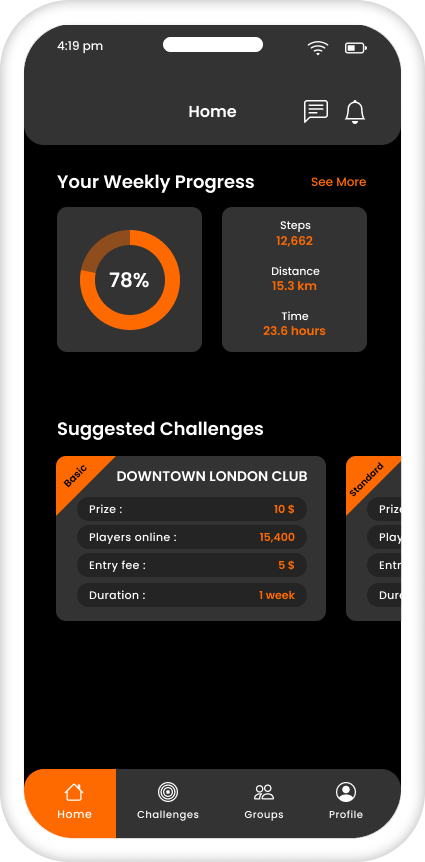 4:19 pm
Home
Your Weekly Progress
See More
78%
Steps
12,662
Distance
15.3 km
Time
23.6 hours
Suggested Challenges
Basic
DOWNTOWN LONDON CLUB
Prize : 10 $
Players online : 15,400
Entry fee : 5 $
Duration : 1 week
Standard
Prize
Play
Entr
Dura
Home
Challenges
Groups
Profile